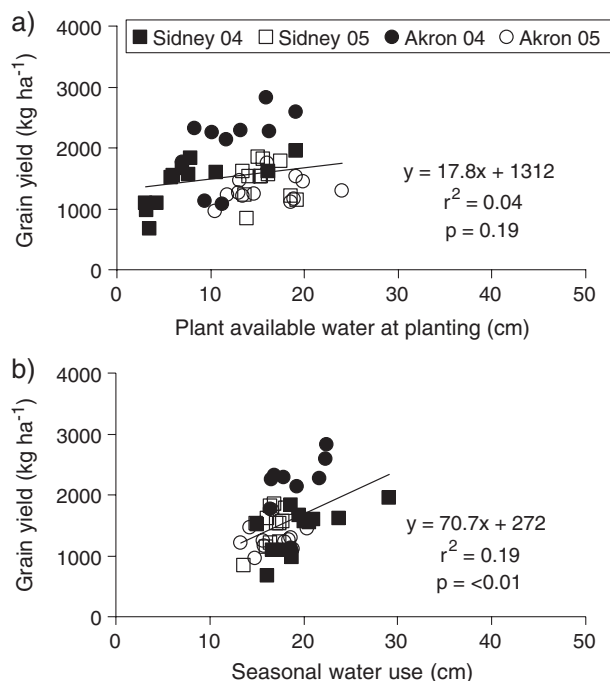 a)
Sidney 04 Sidney 05 Akron 04 Akron 05
4000
3000
2000
1000
0
Grain yield (kg ha-1)
y = 17.8x + 1312
r2 = 0.04
p = 0.19
0 10 20 30 40 50
Plant available water at planting (cm)
b)
4000
3000
2000
1000
0
Grain yield (kg ha-1)
y = 70.7x + 272
r2 = 0.19
p = <0.01
0 10 20 30 40 50
Seasonal water use (cm)